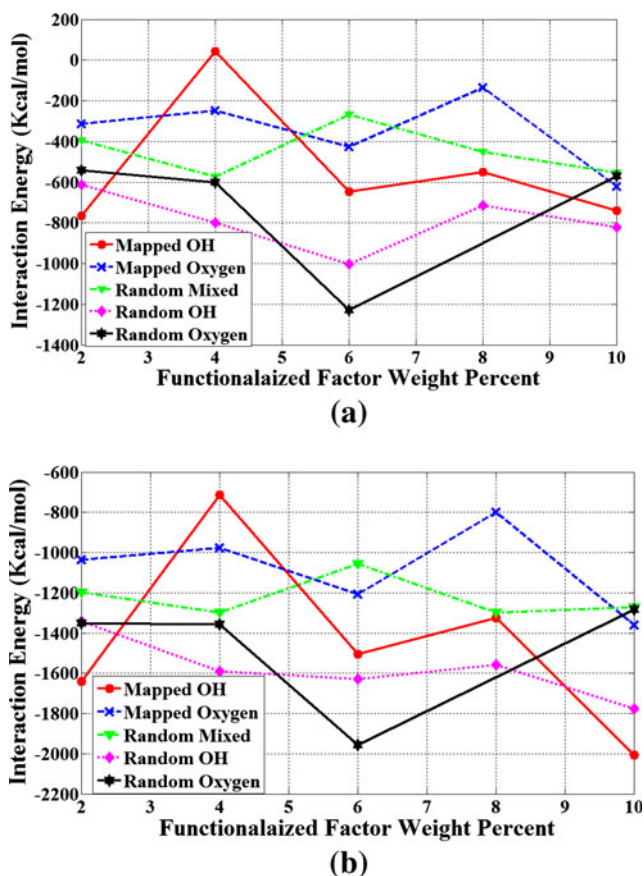 200
0
-200
-400
-600
-800
-1000
-1200
-1400
Interaction Energy (Kcal/mol)
Mapped OH
Mapped Oxygen
Random Mixed
Random OH
Random Oxygen
2 3 4 5 6 7 8 9 10
Functionalaized Factor Weight Percent
(a)
-600
-800
-1000
-1200
-1400
-1600
-1800
-2000
-2200
Interaction Energy (Kcal/mol)
Mapped OH
Mapped Oxygen
Random Mixed
Random OH
Random Oxygen
2 3 4 5 6 7 8 9 10
Functionalaized Factor Weight Percent
(b)